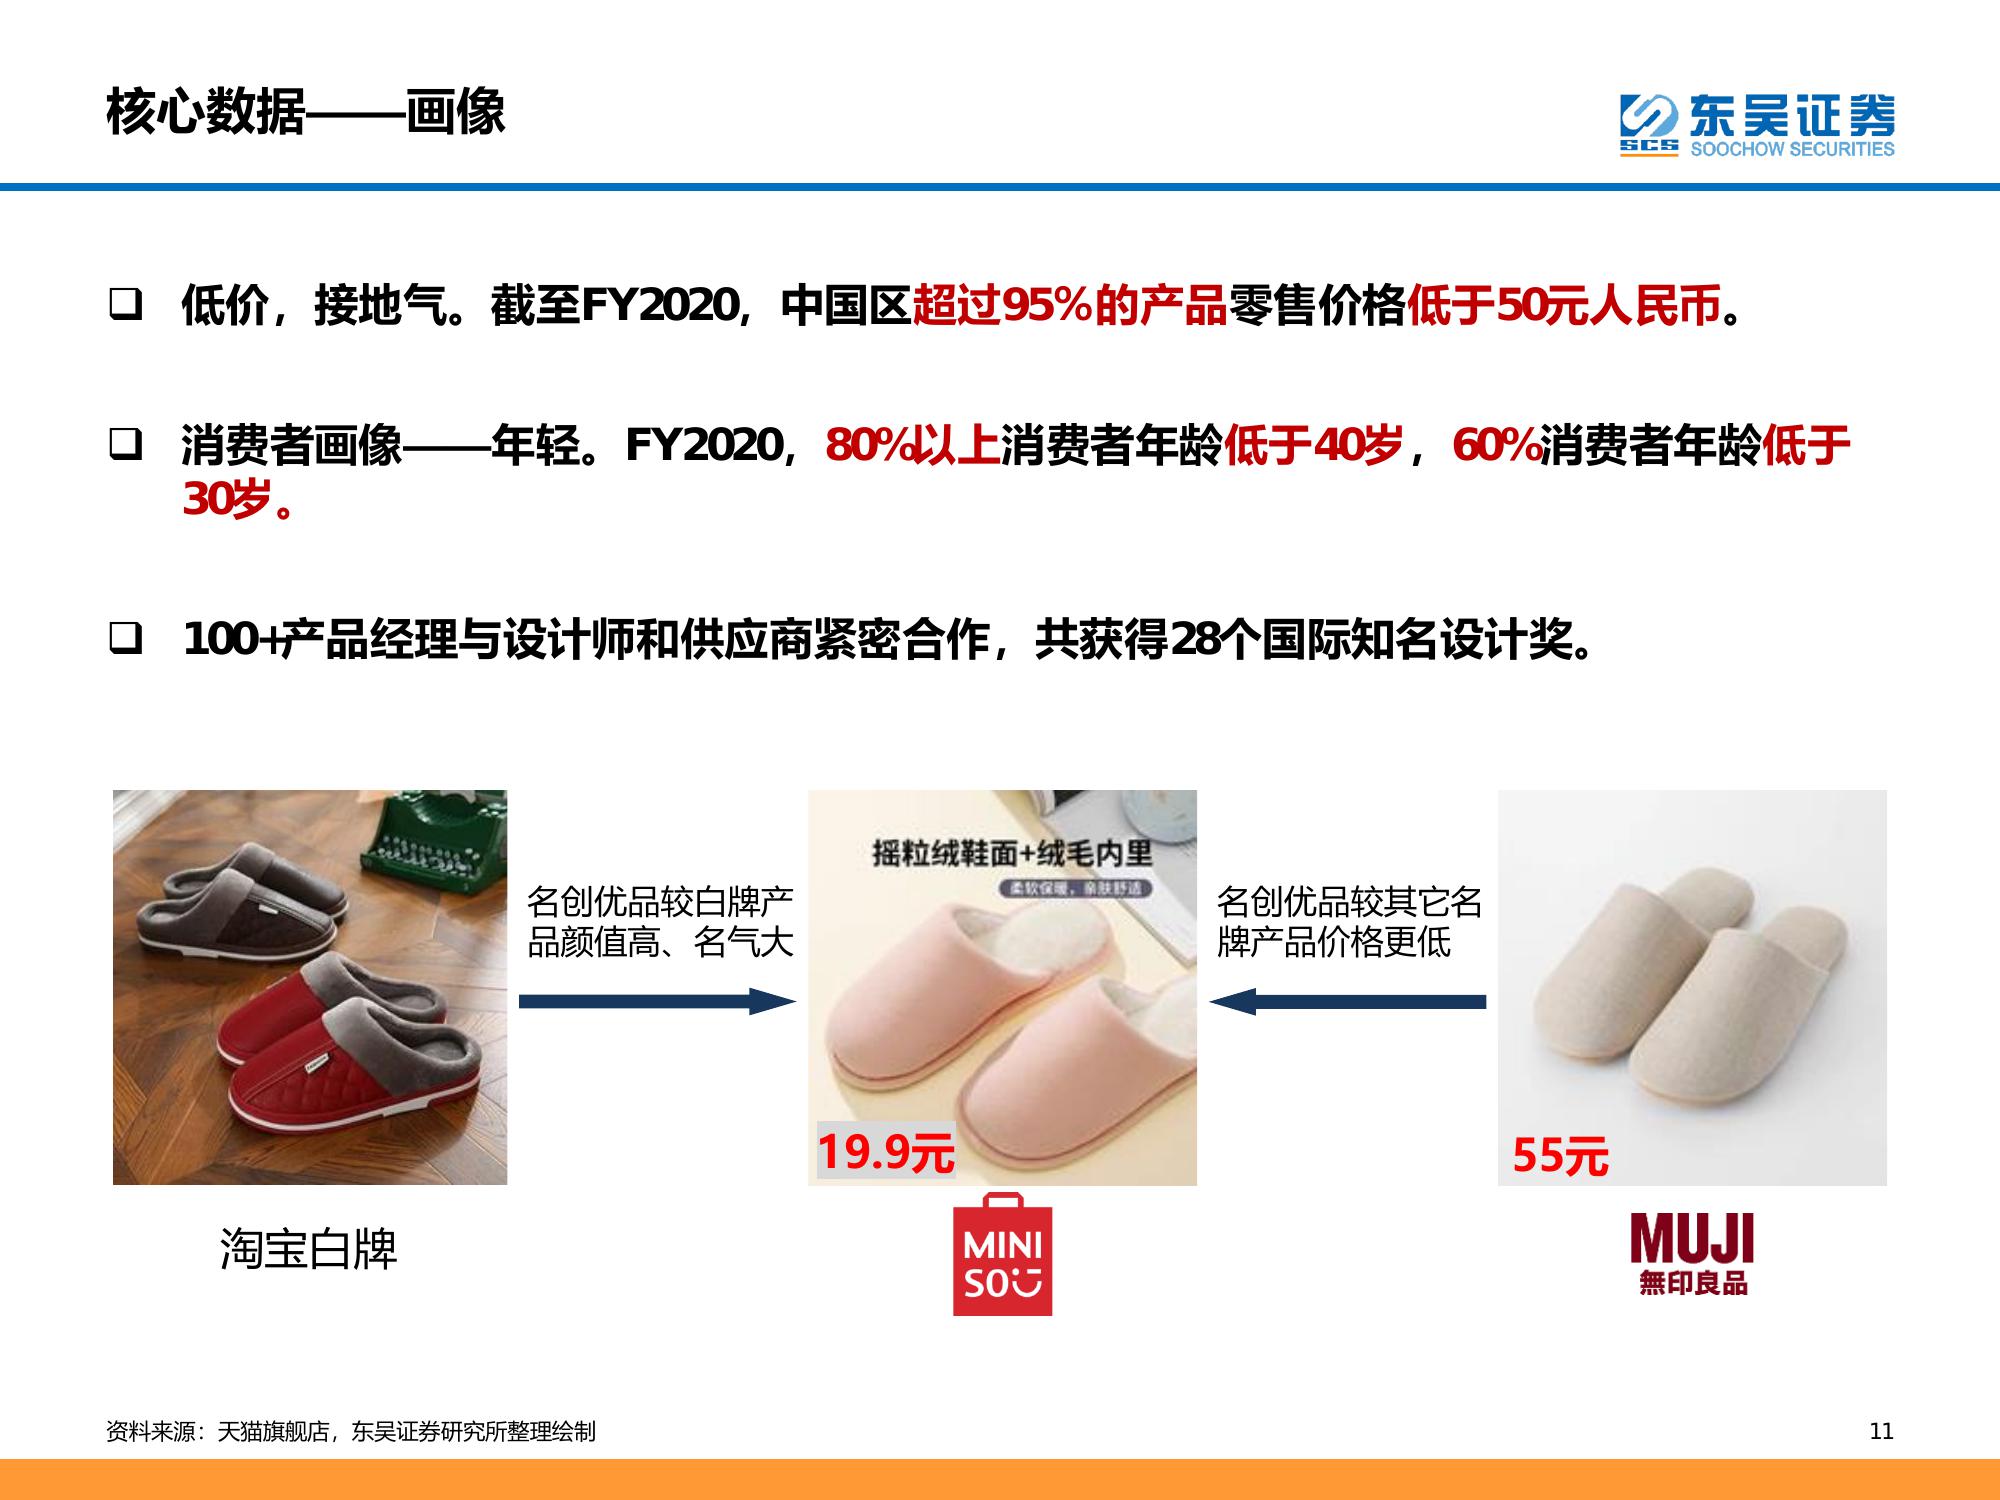 核心数据——画像
SCS
东吴证券
SOOCHOW SECURITIES
低价，接地气。截至FY2020，中国区超过95%的产品零售价格低于50元人民币。
消费者画像——年轻。FY2020，80%以上消费者年龄低于40岁，60%消费者年龄低于
30岁。
100+产品经理与设计师和供应商紧密合作，共获得28个国际知名设计奖。
名创优品较白牌产
品颜值高、名气大
摇粒绒鞋面+绒毛内里
柔软保暖，亲肤舒适
名创优品较其它名
牌产品价格更低
19.9元
55元
淘宝白牌
MINI
SO
MUJI
無印良品
资料来源：天猫旗舰店，东吴证券研究所整理绘制
11